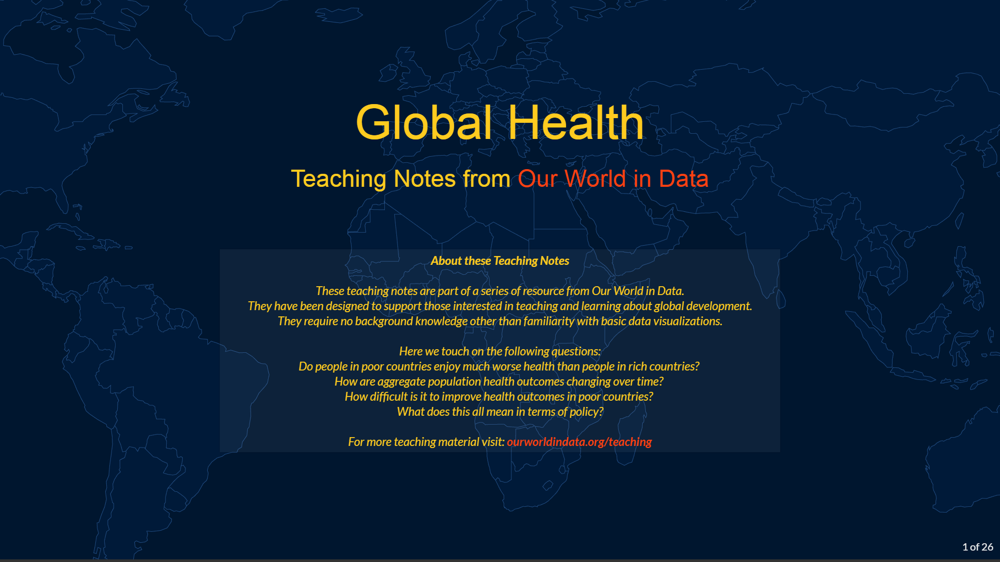 Global Health
Teaching Notes from Our World in Data
About these Teaching Notes
These teaching notes are part of a series of resource from Our World in Data.
They have been designed to support those interested in teaching and learning about global development.
They require no background knowledge other than familiarity with basic data visualizations.
Here we touch on the following questions:
Do people in poor countries enjoy much worse health than people in rich countries?
How are aggregate population health outcomes changing over time?
How difficult is it to improve health outcomes in poor countries?
What does this all mean in terms of policy?
For more teaching material visit: ourworldindata.org/teaching
1 of 26